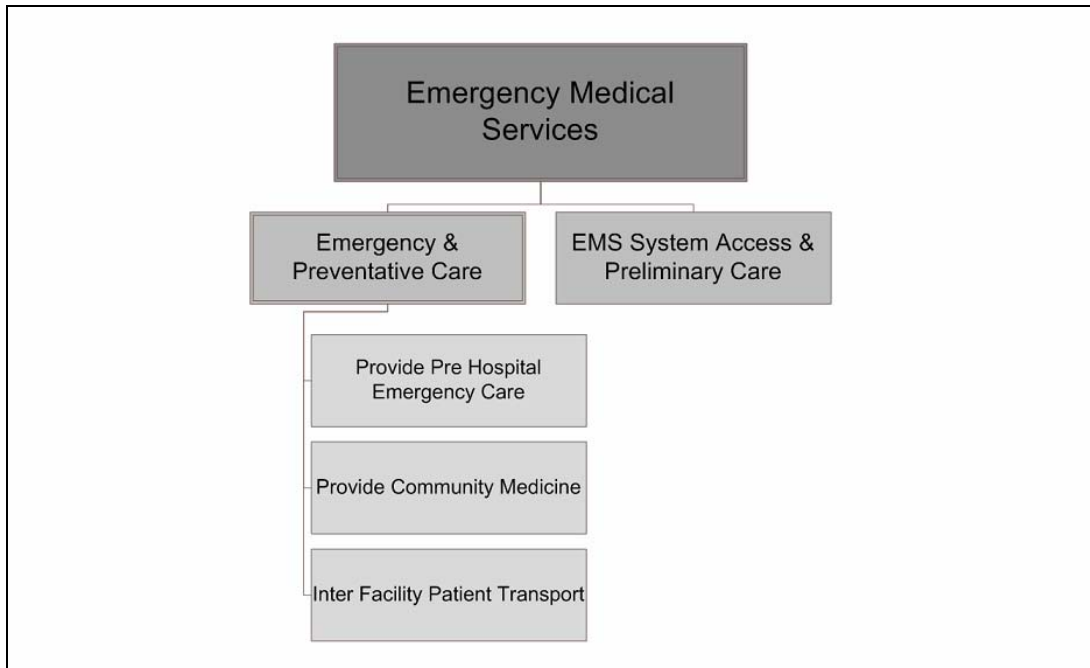 Emergency Medical
Services
Emergency &
Preventative Care
EMS System Access &
Preliminary Care
Provide Pre Hospital
Emergency Care
Provide Community Medicine
Inter Facility Patient Transport